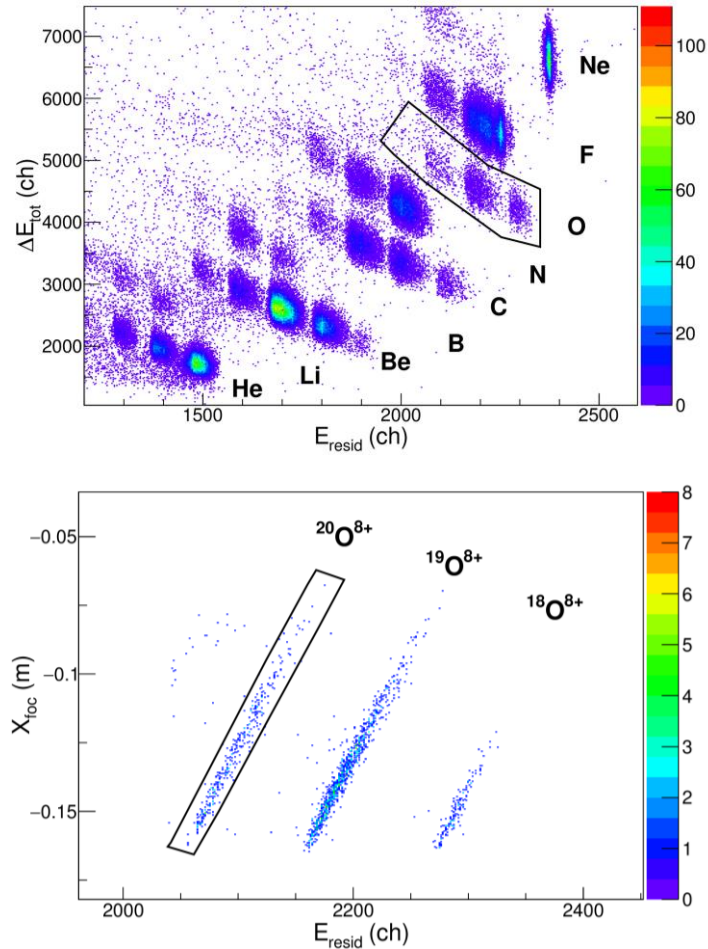 7000
6000
5000
4000
3000
2000
ΔE_tot (ch)
1500
2000
2500
E_resid (ch)
He
Li
Be
B
C
N
O
F
Ne
100
80
60
40
20
0
−0.05
−0.1
−0.15
X_foc (m)
2000
2200
2400
E_resid (ch)
²⁰O⁸⁺
¹⁹O⁸⁺
¹⁸O⁸⁺
8
7
6
5
4
3
2
1
0